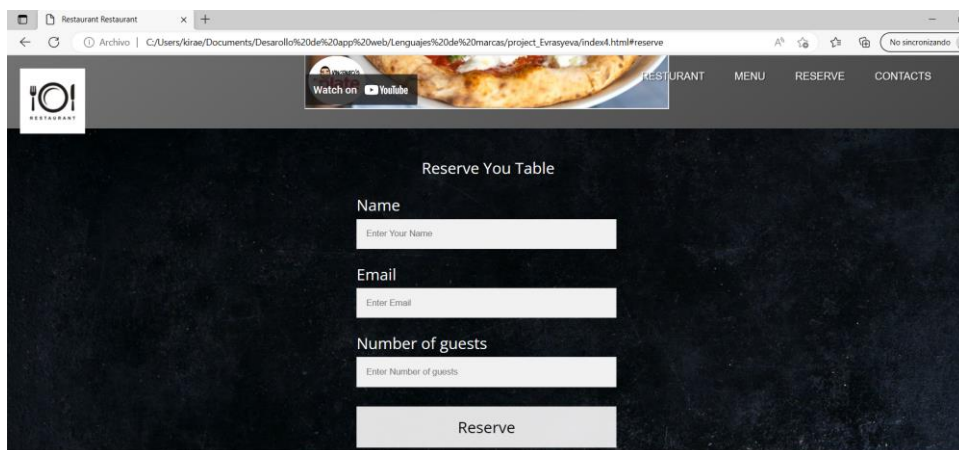 Restaurant Restaurant
Archivo | C:/Users/kirae/Documents/Desarollo%20de%20app%20web/Lenguajes%20de%20marcas/project_Evrasyeva/index4.html#reserve
No sincronizando
Watch on YouTube
RESTURANT MENU RESERVE CONTACTS
RESTAURANT
Reserve You Table
Name
Enter Your Name
Email
Enter Email
Number of guests
Enter Number of guests
Reserve